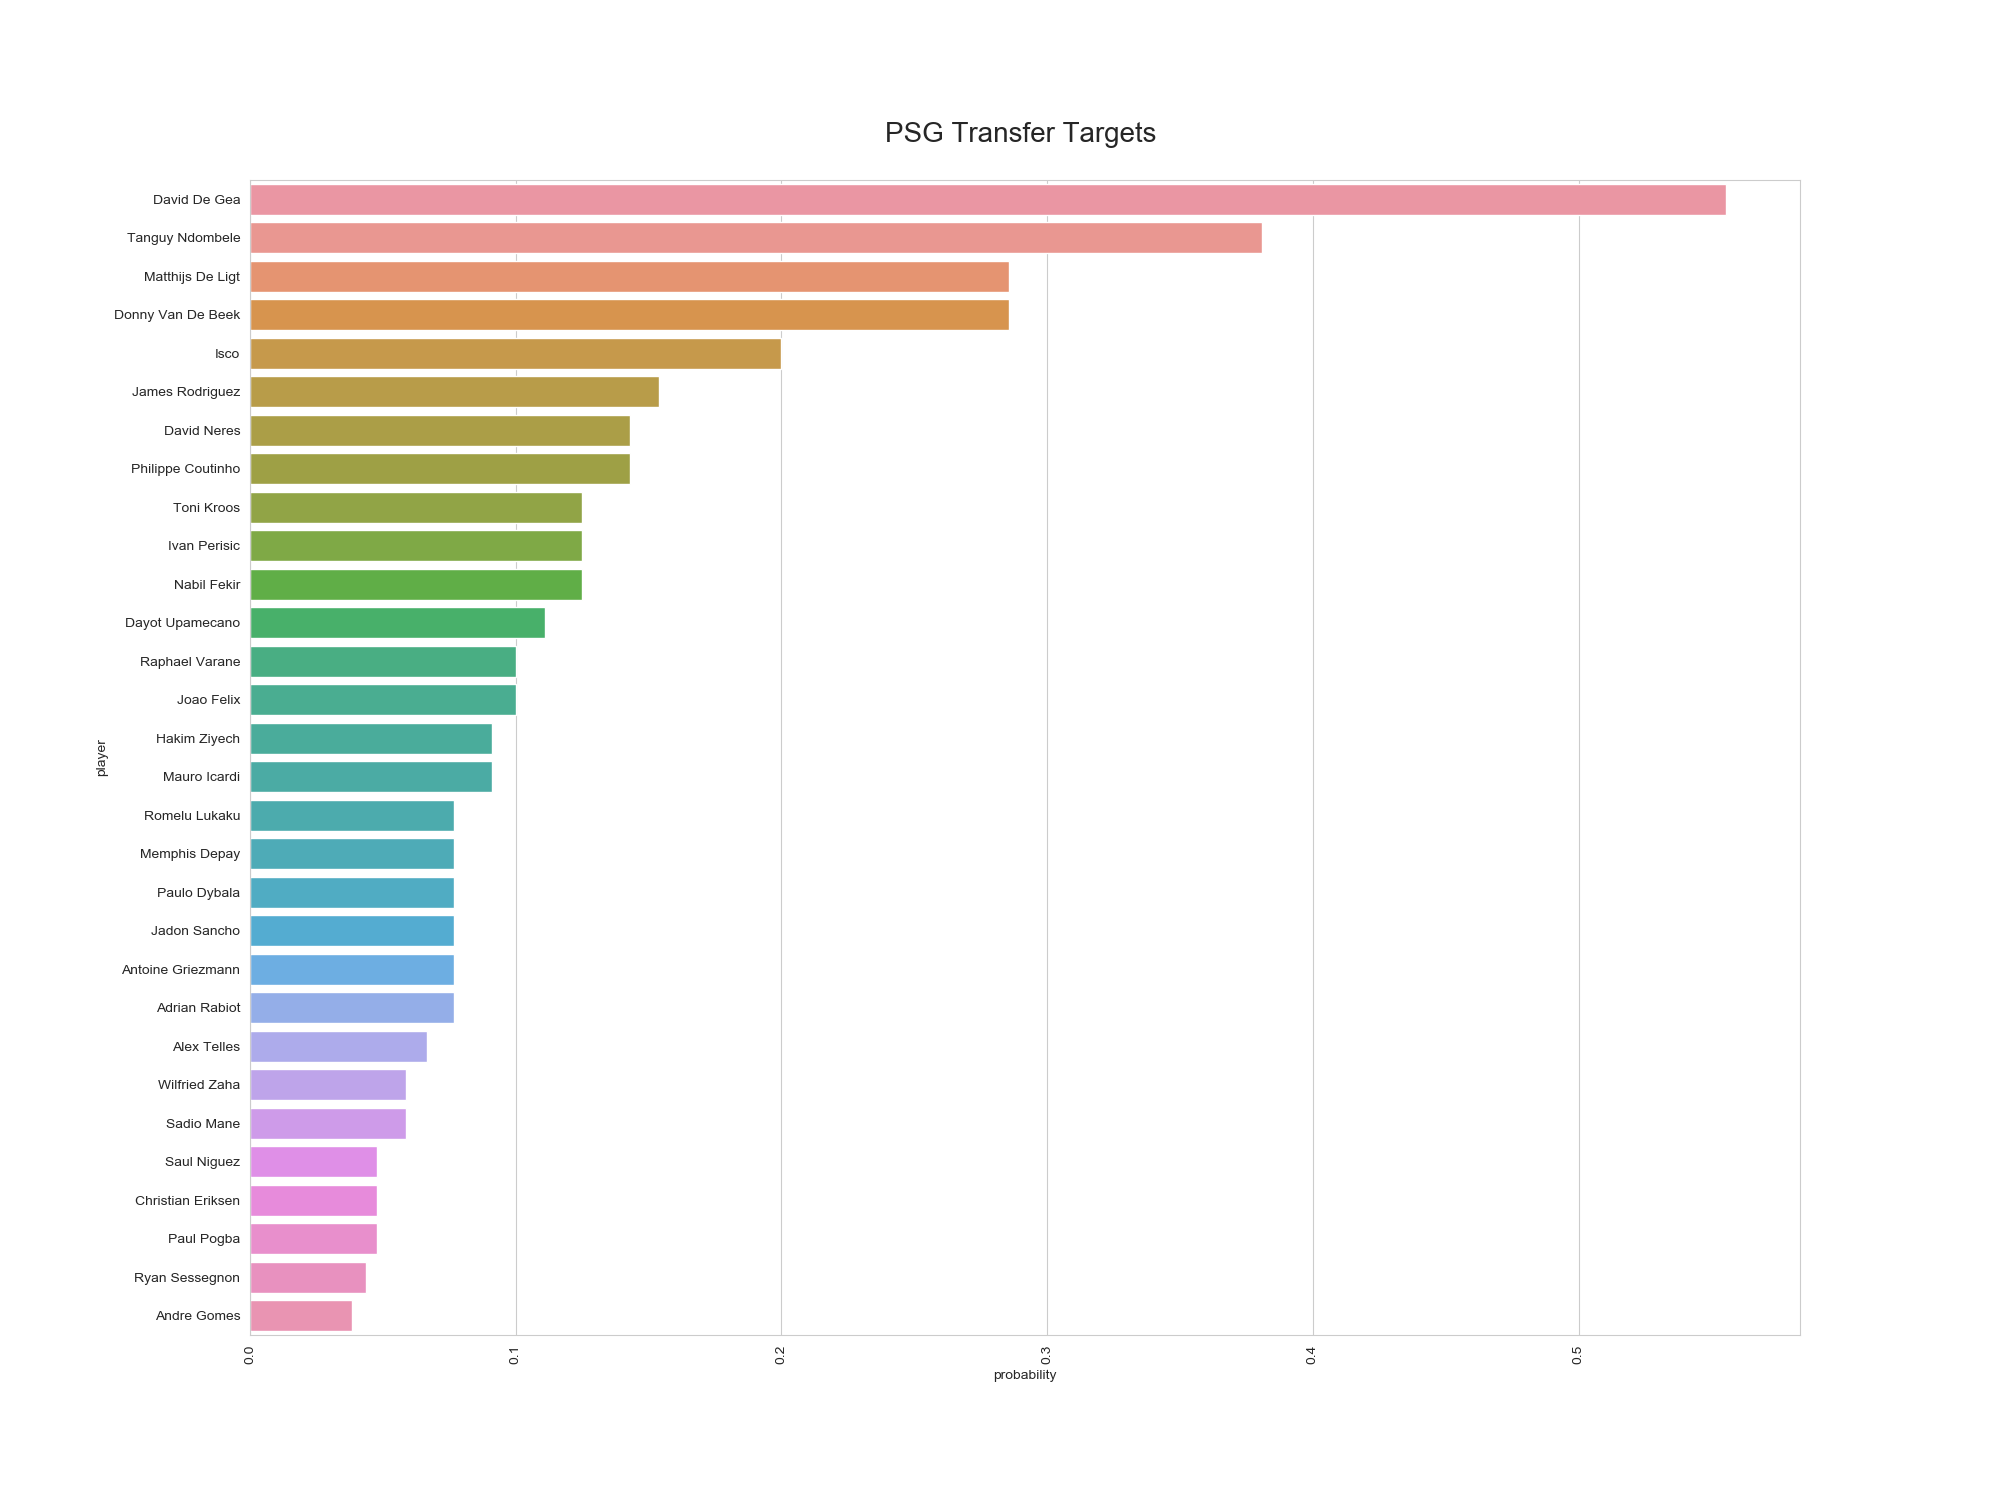 PSG Transfer Targets
David De Gea
Tanguy Ndombele
Matthijs De Ligt
Donny Van De Beek
Isco
James Rodriguez
David Neres
Philippe Coutinho
Toni Kroos
Ivan Perisic
Nabil Fekir
Dayot Upamecano
Raphael Varane
Joao Felix
Hakim Ziyech
Mauro Icardi
Romelu Lukaku
Memphis Depay
Paulo Dybala
Jadon Sancho
Antoine Griezmann
Adrian Rabiot
Alex Telles
Wilfried Zaha
Sadio Mane
Saul Niguez
Christian Eriksen
Paul Pogba
Ryan Sessegnon
Andre Gomes
player
0.0 0.1 0.2 0.3 0.4 0.5
probability